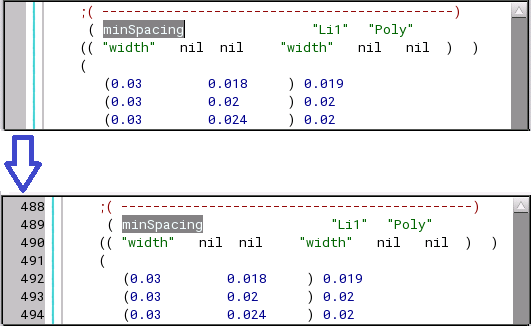 ;( ------------------------------------------ )
( minSpacing "Li1" "Poly"
(( "width" nil nil "width" nil nil ) )
(
(0.03 0.018 ) 0.019
(0.03 0.02 ) 0.02
(0.03 0.024 ) 0.02
488 ;( ------------------------------------------ )
489 ( minSpacing "Li1" "Poly"
490 (( "width" nil nil "width" nil nil ) )
491 (
492 (0.03 0.018 ) 0.019
493 (0.03 0.02 ) 0.02
494 (0.03 0.024 ) 0.02